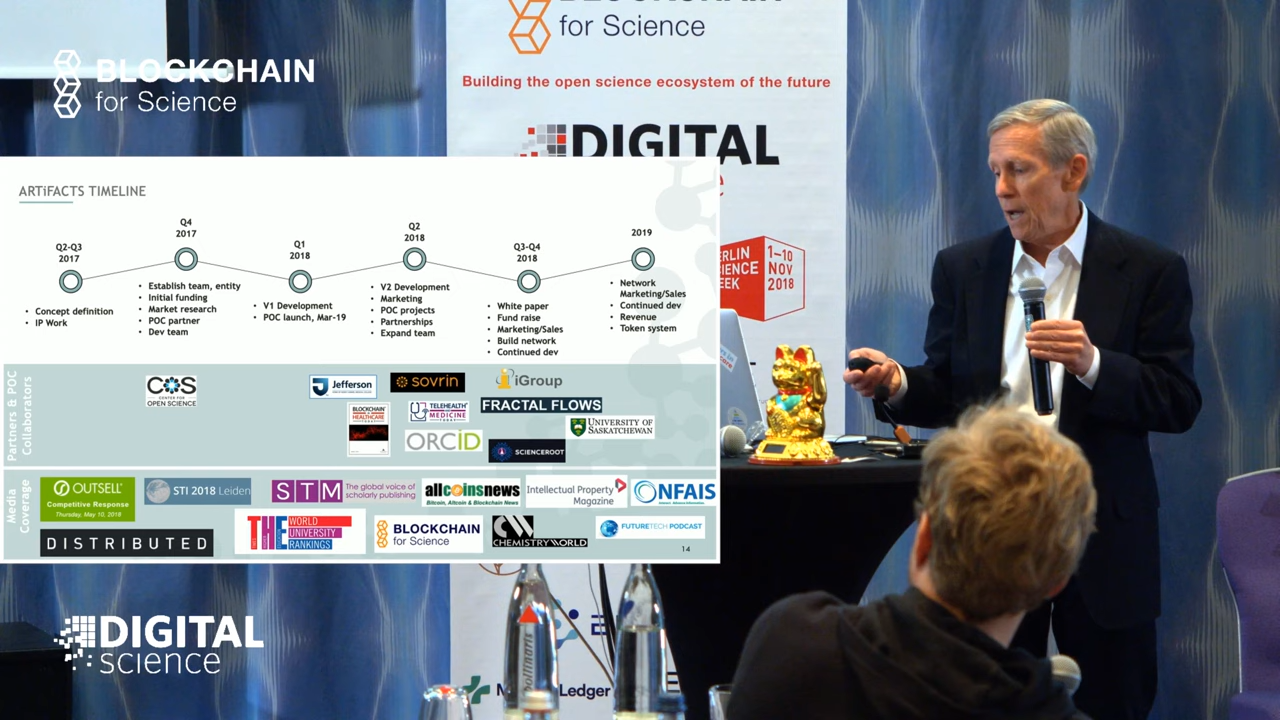 BLOCKCHAIN
for Science
for Science
Building the open science ecosystem of the future
DIGITAL
1–10
NOV
2018
ARTiFACTS TIMELINE
Q2-Q3
2017
Concept definition
IP Work
Q4
2017
Establish team, entity
Initial funding
Market research
POC partner
Dev team
Q1
2018
V1 Development
POC launch, Mar-19
Q2
2018
V2 Development
Marketing
POC projects
Partnerships
Expand team
Q3-Q4
2018
White paper
Fund raise
Marketing/Sales
Build network
Continued dev
2019
Network
Marketing/Sales
Continued dev
Revenue
Token system
Partners & POC
Collaborators
COS
CENTER FOR
OPEN SCIENCE
Jefferson
sovrin
iGroup
BLOCKCHAIN
HEALTHCARE
TELEHEALTH
MEDICINE
FRACTAL FLOWS
ORCID
UNIVERSITY OF
SASKATCHEWAN
SCIENCEROOT
Media
Coverage
OUTSELL
Competitive Response
Thursday, May 10, 2018
STI 2018 Leiden
STM
The global voice of
scholarly publishing
allcoinsnews
Bitcoin, Altcoin & Blockchain News
Intellectual Property
Magazine
NFAIS
DISTRIBUTED
THE
WORLD
UNIVERSITY
RANKINGS
BLOCKCHAIN
for Science
CW
CHEMISTRY WORLD
FUTURETECH PODCAST
14
DIGITAL
science
Ledger